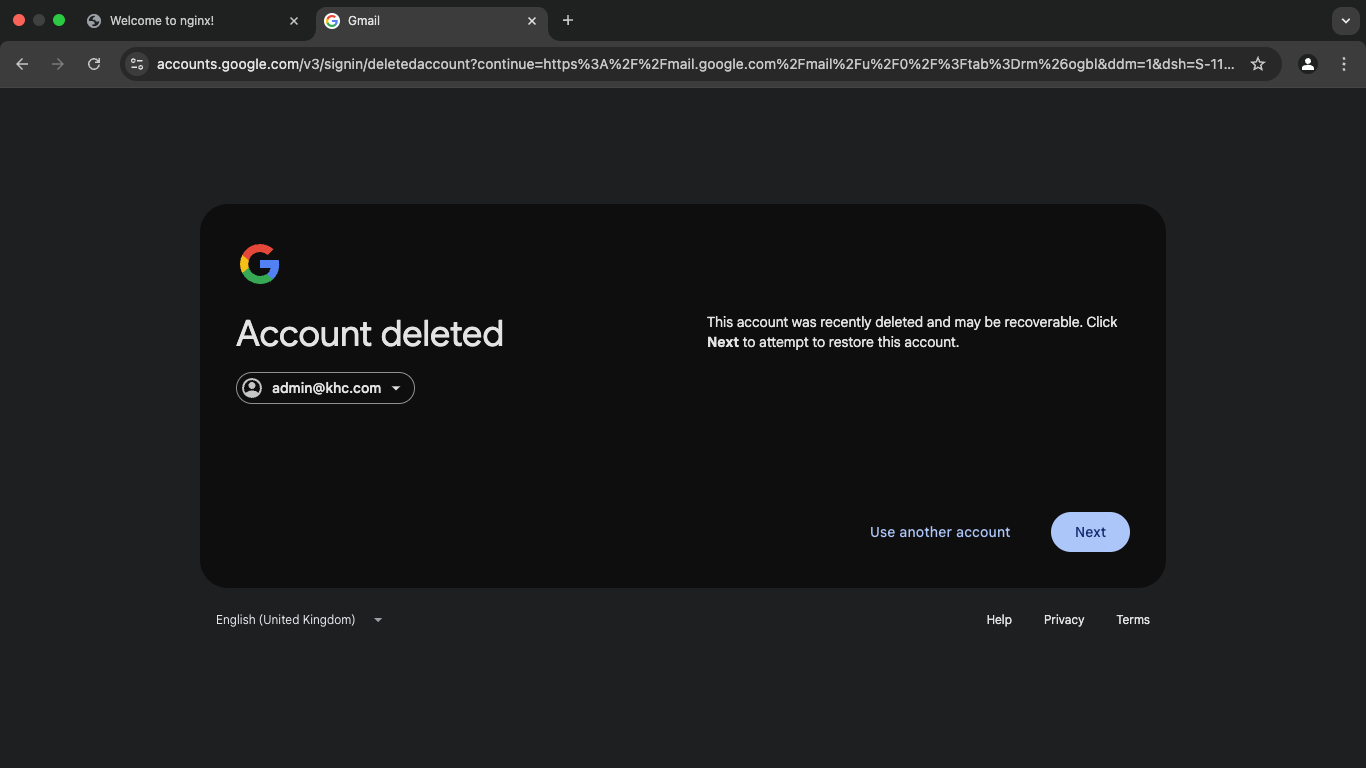 Welcome to nginx!
Gmail
accounts.google.com/v3/signin/deletedaccount?continue=https%3A%2F%2Fmail.google.com%2Fmail%2Fu%2F0%2F%3Ftab%3Drm%26ogbl&ddm=1&dsh=S-11...
Account deleted
admin@khc.com
This account was recently deleted and may be recoverable. Click
Next to attempt to restore this account.
Use another account
Next
English (United Kingdom)
Help
Privacy
Terms